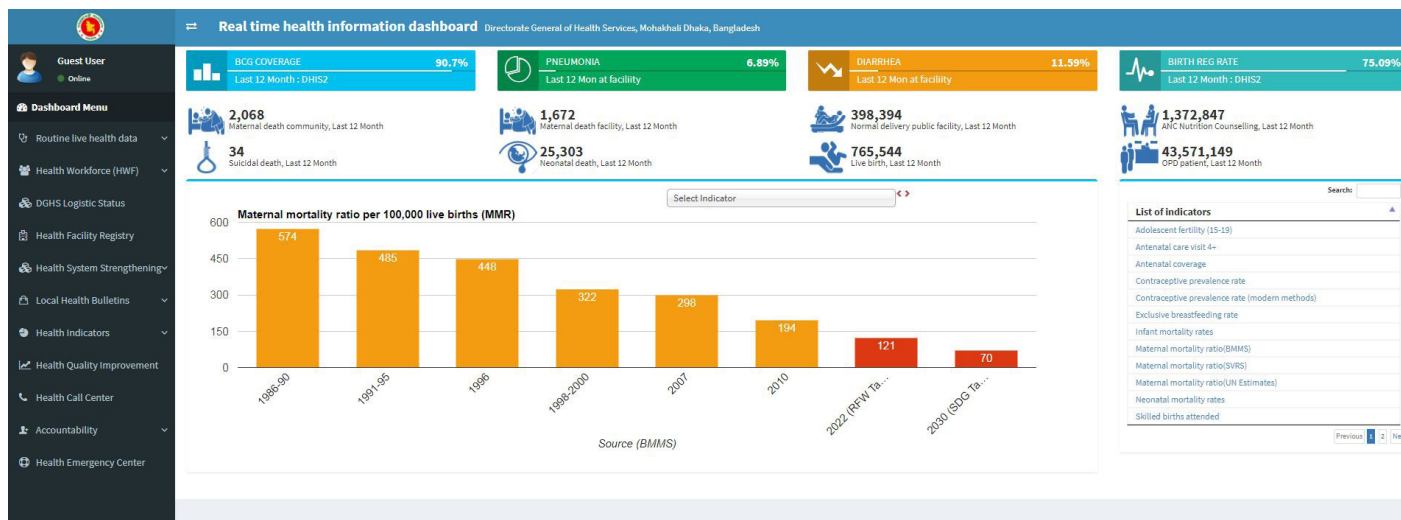 Real time health information dashboard Directorate General of Health Services, Mohakhali Dhaka, Bangladesh
Guest User
Online
Dashboard Menu
Routine live health data
Health Workforce (HWF)
DGHS Logistic Status
Health Facility Registry
Health System Strengthening
Local Health Bulletins
Health Indicators
Health Quality Improvement
Health Call Center
Accountability
Health Emergency Center
BCG COVERAGE 90.7%
Last 12 Month : DHIS2
PNEUMONIA 6.89%
Last 12 Mon at faciliity
DIARRHEA 11.59%
Last 12 Mon at faciliity
BIRTH REG RATE 75.09%
Last 12 Month : DHIS2
2,068
Maternal death community, Last 12 Month
1,672
Maternal death facility, Last 12 Month
398,394
Normal delivery public facility, Last 12 Month
1,372,847
ANC Nutrition Counselling, Last 12 Month
34
Suicidal death, Last 12 Month
25,303
Neonatal death, Last 12 Month
765,544
Live birth, Last 12 Month
43,571,149
OPD patient, Last 12 Month
Select Indicator
Maternal mortality ratio per 100,000 live births (MMR)
600
450
300
150
0
574
485
448
322
298
194
121
70
1986-90
1991-95
1996
1998-2000
2007
2010
2022 (RFW Ta...
2030 (SDG Ta...
Source (BMMS)
Search:
List of indicators
Adolescent fertility (15-19)
Antenatal care visit 4+
Antenatal coverage
Contraceptive prevalence rate
Contraceptive prevalence rate (modern methods)
Exclusive breastfeeding rate
Infant mortality rates
Maternal mortality ratio(BMMS)
Maternal mortality ratio(SVRS)
Maternal mortality ratio(UN Estimates)
Neonatal mortality rates
Skilled births attended
Previous 1 2 Ne